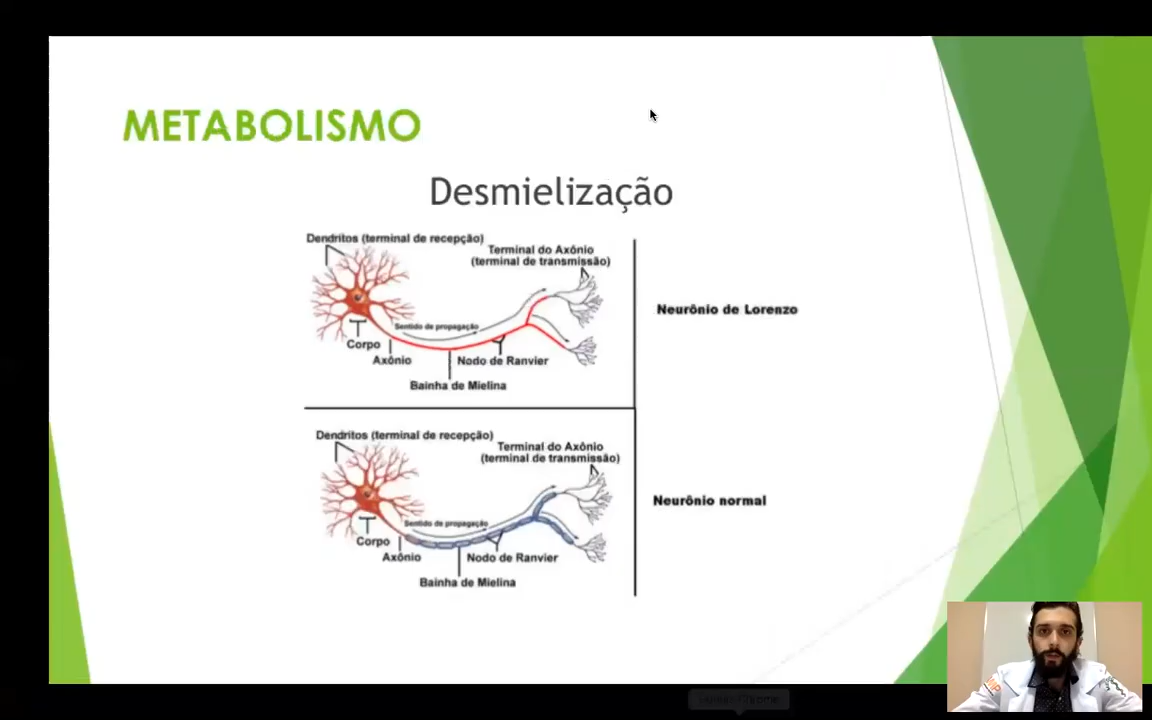 METABOLISMO
Desmielização
Dendritos (terminal de recepção)
Terminal do Axônio
(terminal de transmissão)
Sentido de propagação
Corpo
Axônio
Nodo de Ranvier
Bainha de Mielina
Neurônio de Lorenzo
Dendritos (terminal de recepção)
Terminal do Axônio
(terminal de transmissão)
Sentido de propagação
Corpo
Axônio
Nodo de Ranvier
Bainha de Mielina
Neurônio normal